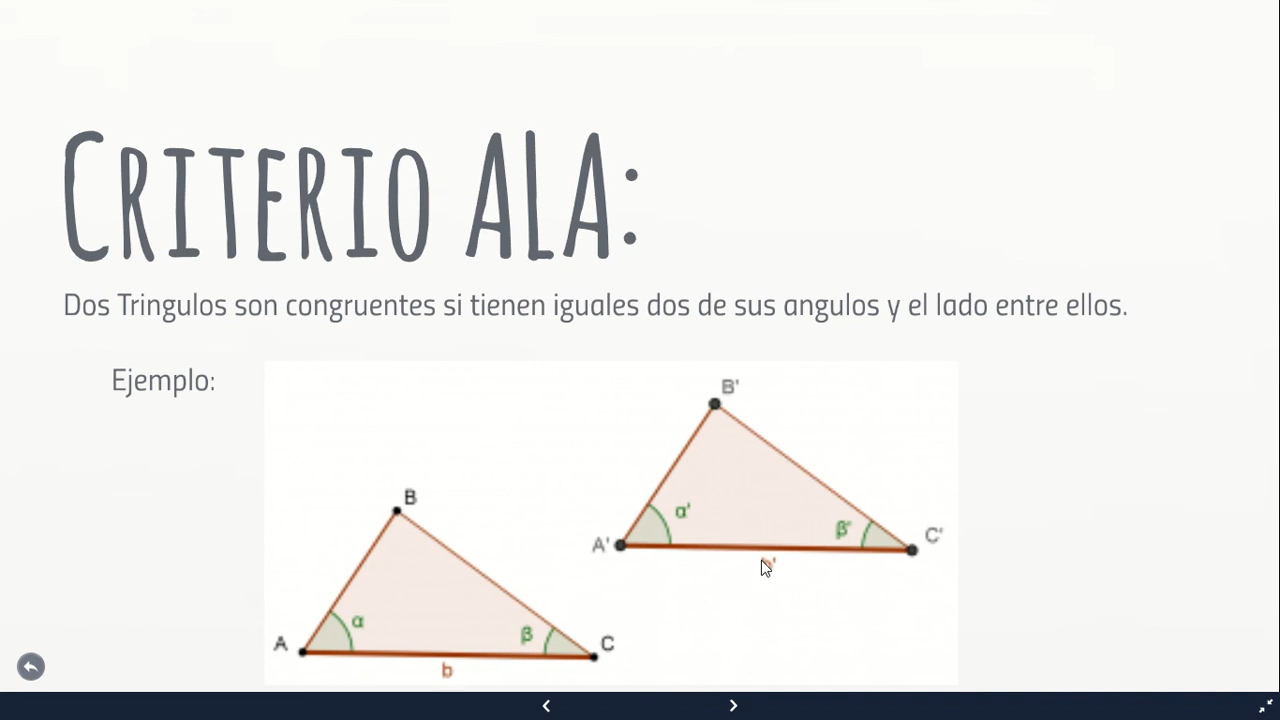 CRITERIO ALA:
Dos Tringulos son congruentes si tienen iguales dos de sus angulos y el lado entre ellos.
Ejemplo:
B'
α'
β'
A'
C'
B
α
β
A
C
b